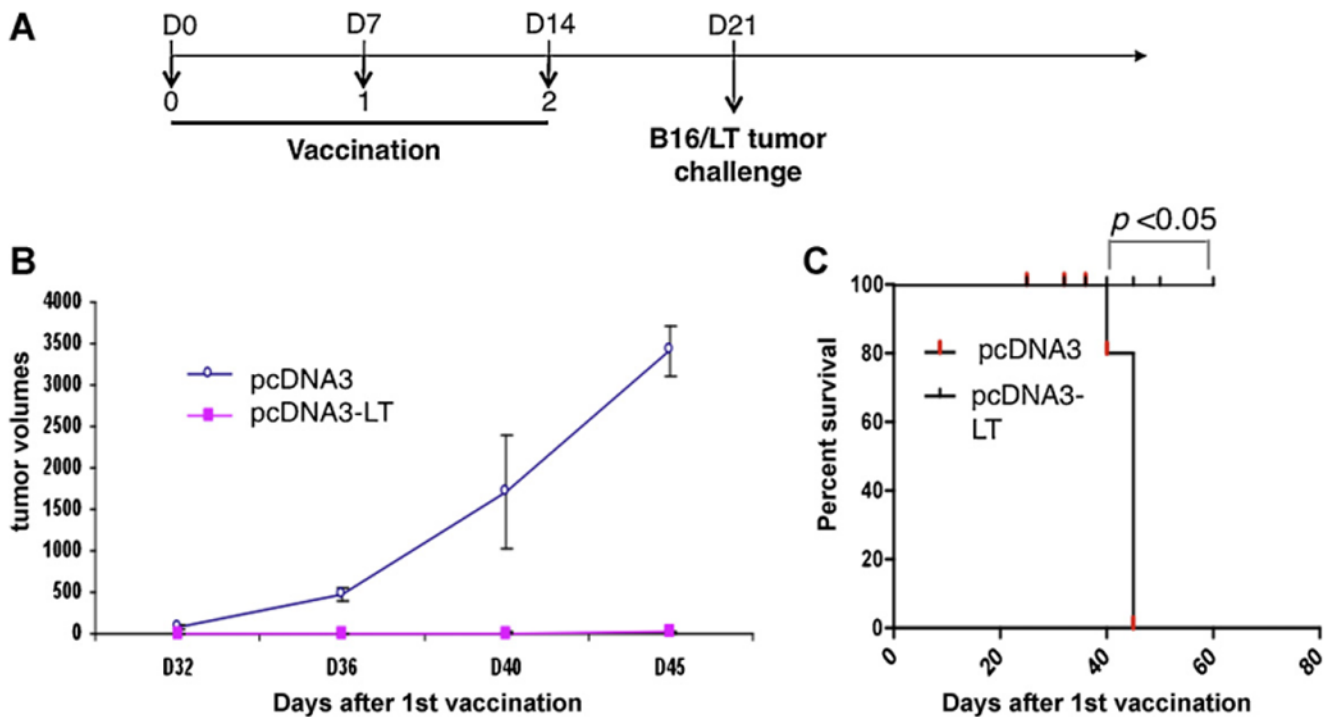 A
D0 D7 D14 D21
0 1 2
Vaccination
B16/LT tumor
challenge
B
4000
3500
3000
2500
2000
1500
1000
500
0
tumor volumes
pcDNA3
pcDNA3-LT
D32 D36 D40 D45
Days after 1st vaccination
C
p <0.05
100
80
60
40
20
0
Percent survival
pcDNA3
pcDNA3-
LT
0 20 40 60 80
Days after 1st vaccination